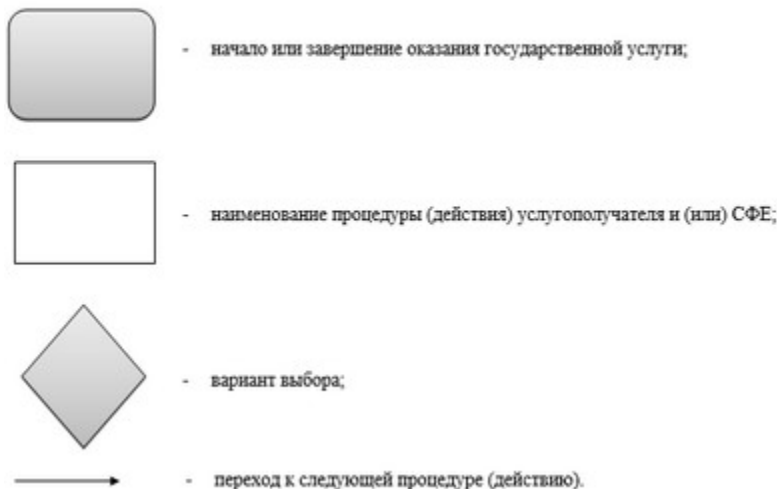 - начало или завершение оказания государственной услуги;
- наименование процедуры (действия) услугополучателя и (или) СФЕ;
- вариант выбора;
- переход к следующей процедуре (действию).